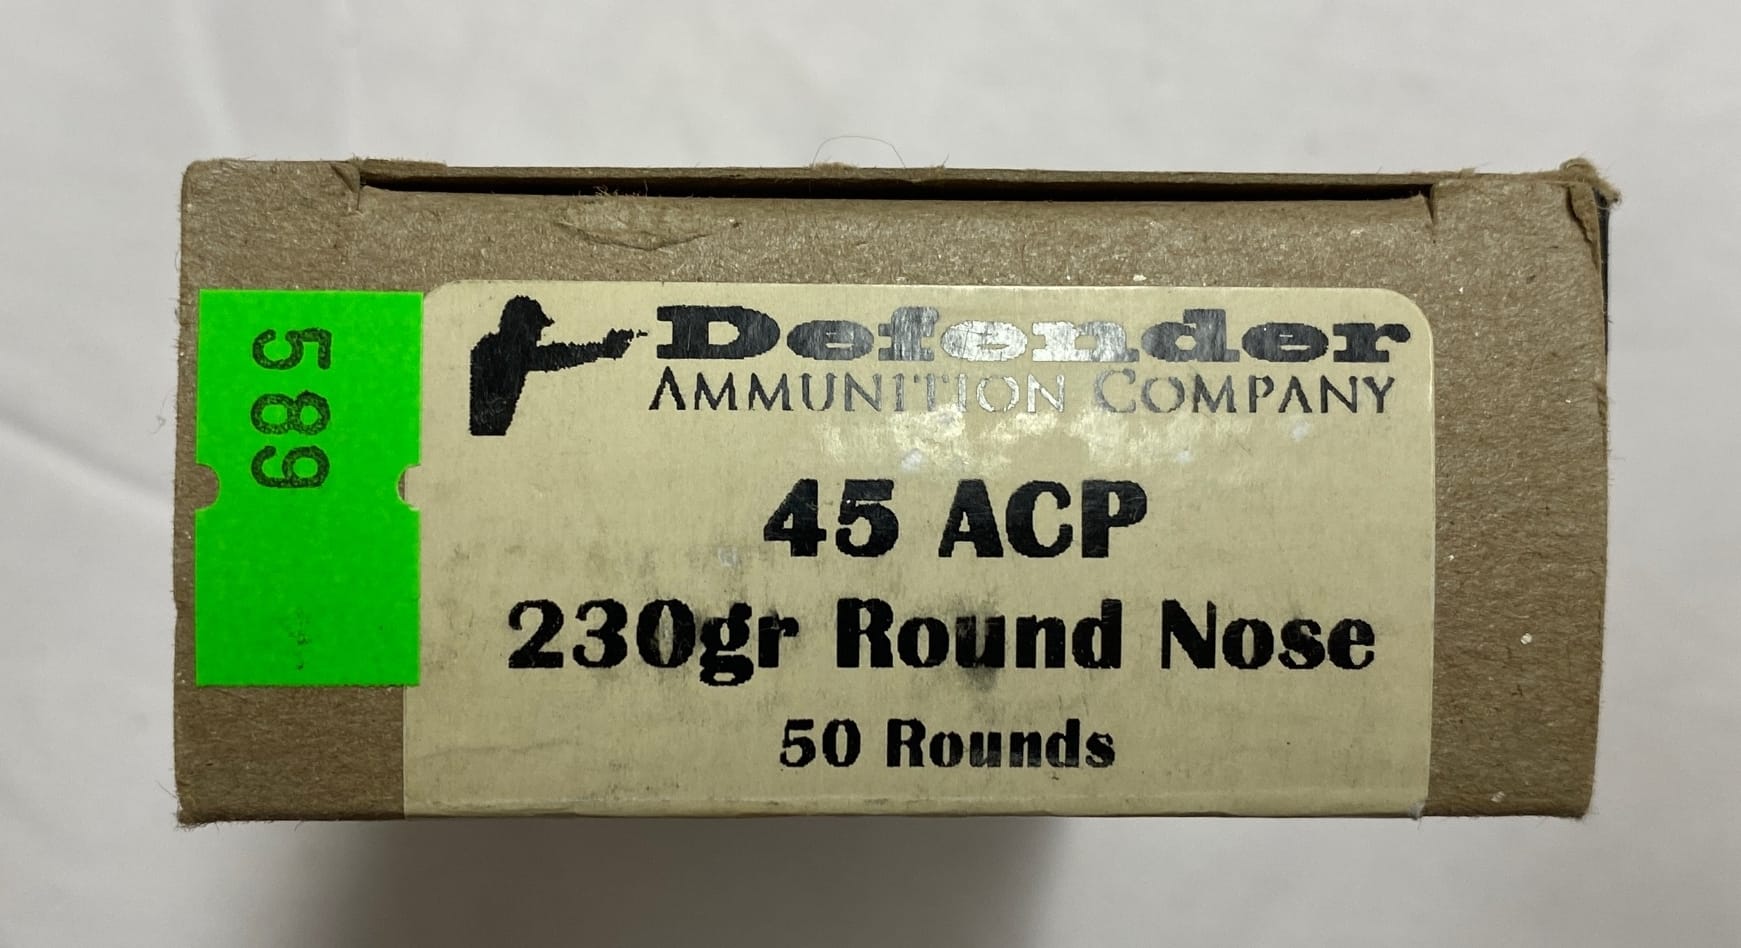 589
Defender
AMMUNITION COMPANY
45 ACP
230gr Round Nose
50 Rounds